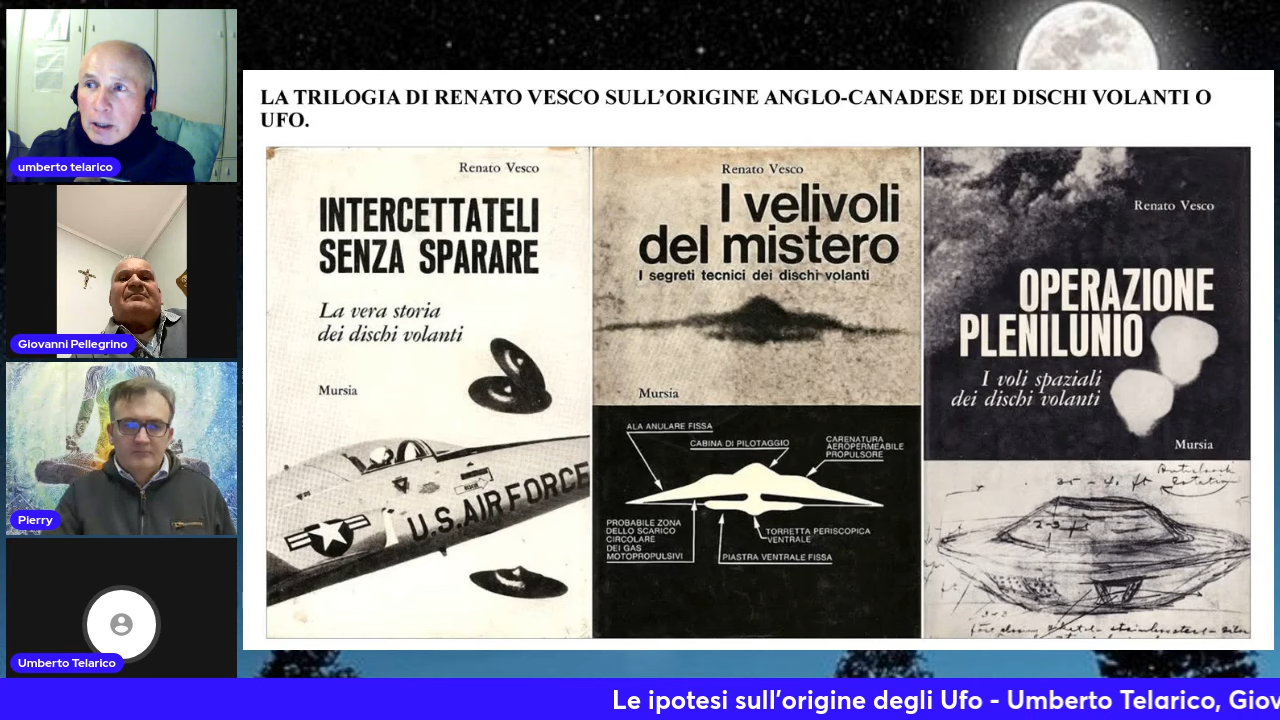 umberto telarico
Giovanni Pellegrino
Pierry
Umberto Telarico
LA TRILOGIA DI RENATO VESCO SULL’ORIGINE ANGLO-CANADESE DEI DISCHI VOLANTI O
UFO.
Renato Vesco
INTERCETTATELI
SENZA SPARARE
La vera storia
dei dischi volanti
Mursia
U.S. AIR FORCE
Renato Vesco
I velivoli
del mistero
I segreti tecnici dei dischi volanti
Mursia
ALA ANULARE FISSA
CABINA DI PILOTAGGIO
CARENATURA
AEROPERMEABILE
PROPULSORE
PROBABILE ZONA
DELLO SCARICO
CIRCOLARE
DEI GAS
MOTOPROPULSIVI
TORRETTA PERISCOPICA
VENTRALE
PIASTRA VENTRALE FISSA
Renato Vesco
OPERAZIONE
PLENILUNIO
I voli spaziali
dei dischi volanti
Mursia
Le ipotesi sull'origine degli Ufo - Umberto Telarico, Giov